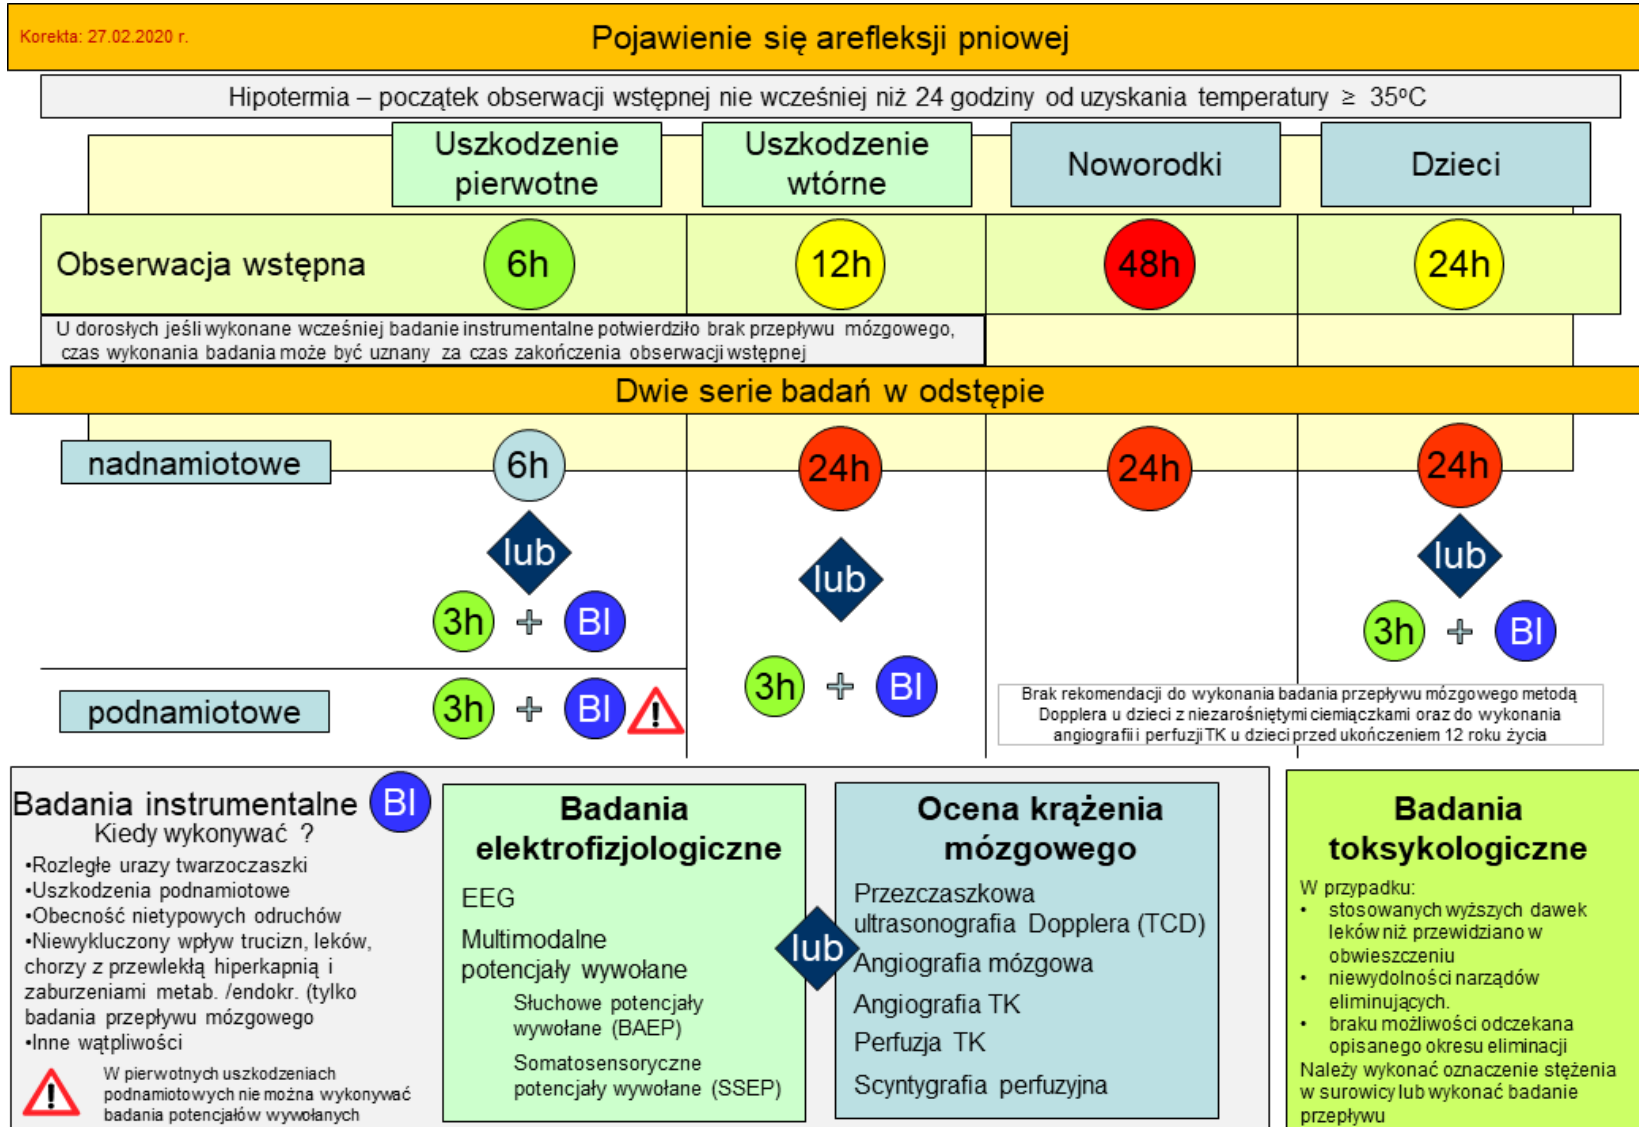 Korekta: 27.02.2020 r.
Pojawienie się arefleksji pniowej
Hipotermia – początek obserwacji wstępnej nie wcześniej niż 24 godziny od uzyskania temperatury ≥ 35ºC
Uszkodzenie
pierwotne
Uszkodzenie
wtórne
Noworodki
Dzieci
Obserwacja wstępna
6h
12h
48h
24h
U dorosłych jeśli wykonane wcześniej badanie instrumentalne potwierdziło brak przepływu mózgowego,
czas wykonania badania może być uznany za czas zakończenia obserwacji wstępnej
Dwie serie badań w odstępie
nadnamiotowe
6h
24h
24h
24h
lub
lub
lub
3h + BI
3h + BI
3h + BI
podnamiotowe
3h + BI
Brak rekomendacji do wykonania badania przepływu mózgowego metodą
Dopplera u dzieci z niezarośniętymi ciemiączkami oraz do wykonania
angiografii i perfuzji TK u dzieci przed ukończeniem 12 roku życia
Badania instrumentalne BI
Kiedy wykonywać ?
•Rozległe urazy twarzoczaszki
•Uszkodzenia podnamiotowe
•Obecność nietypowych odruchów
•Niewykluczony wpływ trucizn, leków,
chorzy z przewlekłą hiperkapnią i
zaburzeniami metab. /endokr. (tylko
badania przepływu mózgowego
•Inne wątpliwości
W pierwotnych uszkodzeniach
podnamiotowych nie można wykonywać
badania potencjałów wywołanych
Badania
elektrofizjologiczne
EEG
Multimodalne
potencjały wywołane
Słuchowe potencjały
wywołane (BAEP)
Somatosensoryczne
potencjały wywołane (SSEP)
lub
Ocena krążenia
mózgowego
Przezczaszkowa
ultrasonografia Dopplera (TCD)
Angiografia mózgowa
Angiografia TK
Perfuzja TK
Scyntygrafia perfuzyjna
Badania
toksykologiczne
W przypadku:
• stosowanych wyższych dawek
leków niż przewidziano w
obwieszczeniu
• niewydolności narządów
eliminujących.
• braku możliwości odczekana
opisanego okresu eliminacji
Należy wykonać oznaczenie stężenia
w surowicy lub wykonać badanie
przepływu